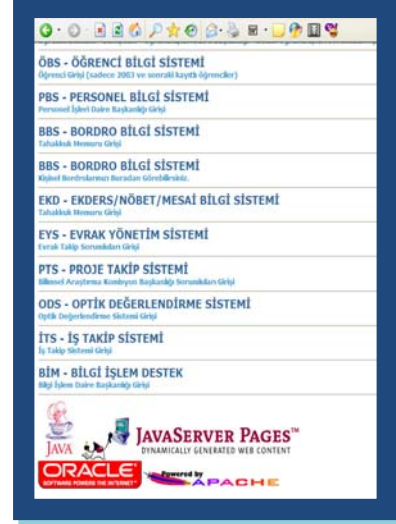 ÖBS - ÖĞRENCİ BİLGİ SİSTEMİ
Öğrenci Girişi (sadece 2003 ve sonraki kayıtlı öğrenciler)
PBS - PERSONEL BİLGİ SİSTEMİ
Personel İşleri Daire Başkanlığı Girişi
BBS - BORDRO BİLGİ SİSTEMİ
Tahakkuk Memuru Girişi
BBS - BORDRO BİLGİ SİSTEMİ
Kişisel Bordrolarınızı Buradan Görebilirsiniz.
EKD - EKDERS/NÖBET/MESAİ BİLGİ SİSTEMİ
Tahakkuk Memuru Girişi
EYS - EVRAK YÖNETİM SİSTEMİ
Evrak Takip Sorumluları Girişi
PTS - PROJE TAKİP SİSTEMİ
Bilimsel Araştırma Komisyon Başkanlığı Sorumluları Girişi
ODS - OPTİK DEĞERLENDİRME SİSTEMİ
Optik Değerlendirme Sistemi Girişi
İTS - İŞ TAKİP SİSTEMİ
İş Takip Sistemi Girişi
BİM - BİLGİ İŞLEM DESTEK
Bilgi İşlem Daire Başkanlığı Girişi
JAVA
JAVASERVER PAGES™
DYNAMICALLY GENERATED WEB CONTENT
ORACLE
SOFTWARE POWERS THE INTERNET™
Powered by
APACHE